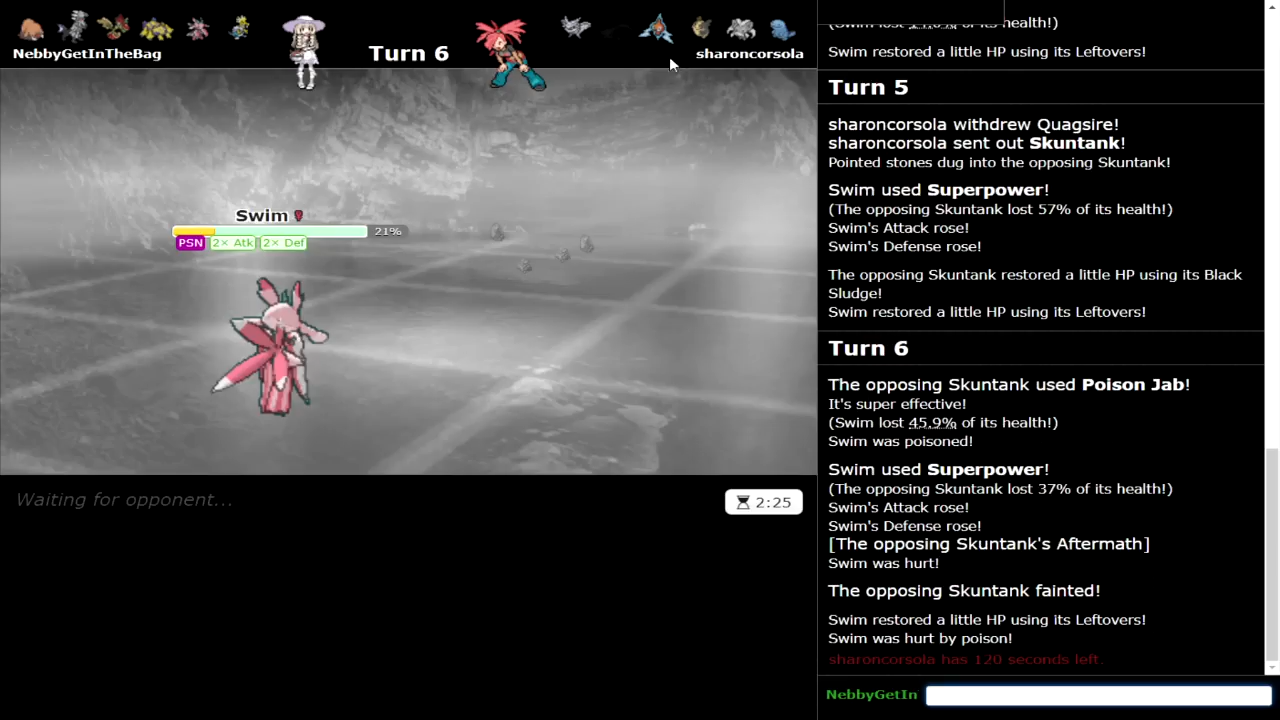 NebbyGetInTheBag
Turn 6
sharoncorsola
Swim
21%
PSN 2× Atk 2× Def
Waiting for opponent...
2:25
health!)
Swim restored a little HP using its Leftovers!
Turn 5
sharoncorsola withdrew Quagsire!
sharoncorsola sent out Skuntank!
Pointed stones dug into the opposing Skuntank!
Swim used Superpower!
(The opposing Skuntank lost 57% of its health!)
Swim's Attack rose!
Swim's Defense rose!
The opposing Skuntank restored a little HP using its Black
Sludge!
Swim restored a little HP using its Leftovers!
Turn 6
The opposing Skuntank used Poison Jab!
It's super effective!
(Swim lost 45.9% of its health!)
Swim was poisoned!
Swim used Superpower!
(The opposing Skuntank lost 37% of its health!)
Swim's Attack rose!
Swim's Defense rose!
[The opposing Skuntank's Aftermath]
Swim was hurt!
The opposing Skuntank fainted!
Swim restored a little HP using its Leftovers!
Swim was hurt by poison!
sharoncorsola has 120 seconds left.
NebbyGetIn